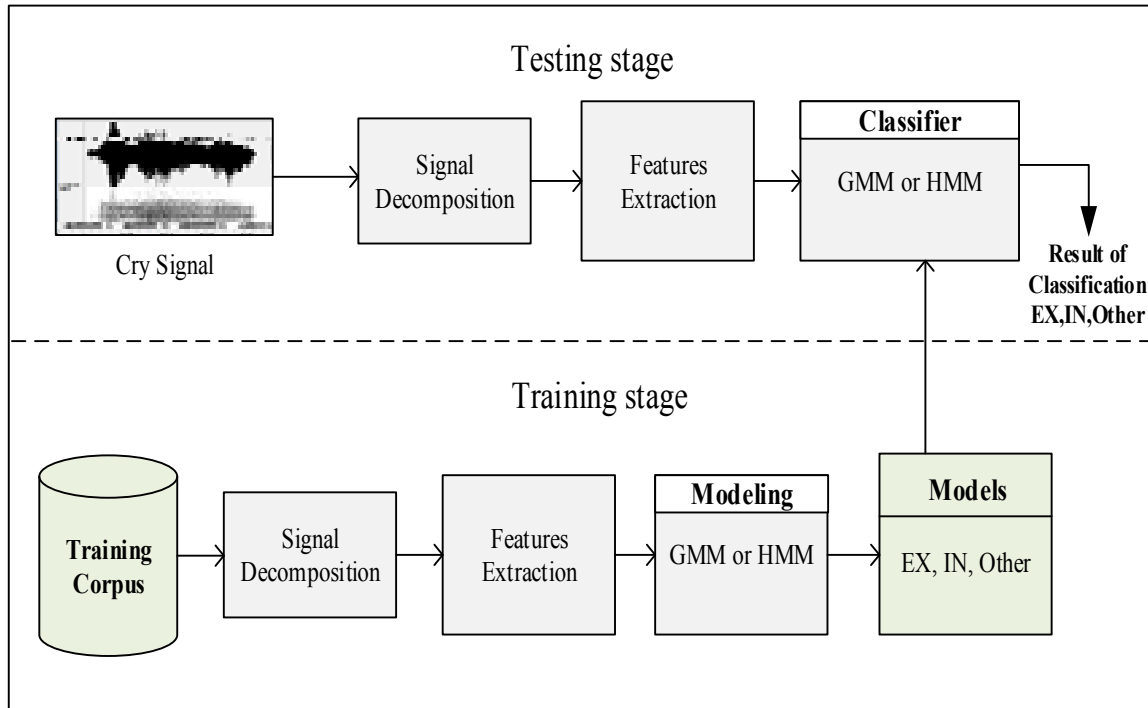 Testing stage
Signal
Decomposition
Features
Extraction
Classifier
GMM or HMM
Cry Signal
Result of
Classification
EX,IN,Other
Training stage
Training
Corpus
Signal
Decomposition
Features
Extraction
Modeling
GMM or HMM
Models
EX, IN, Other